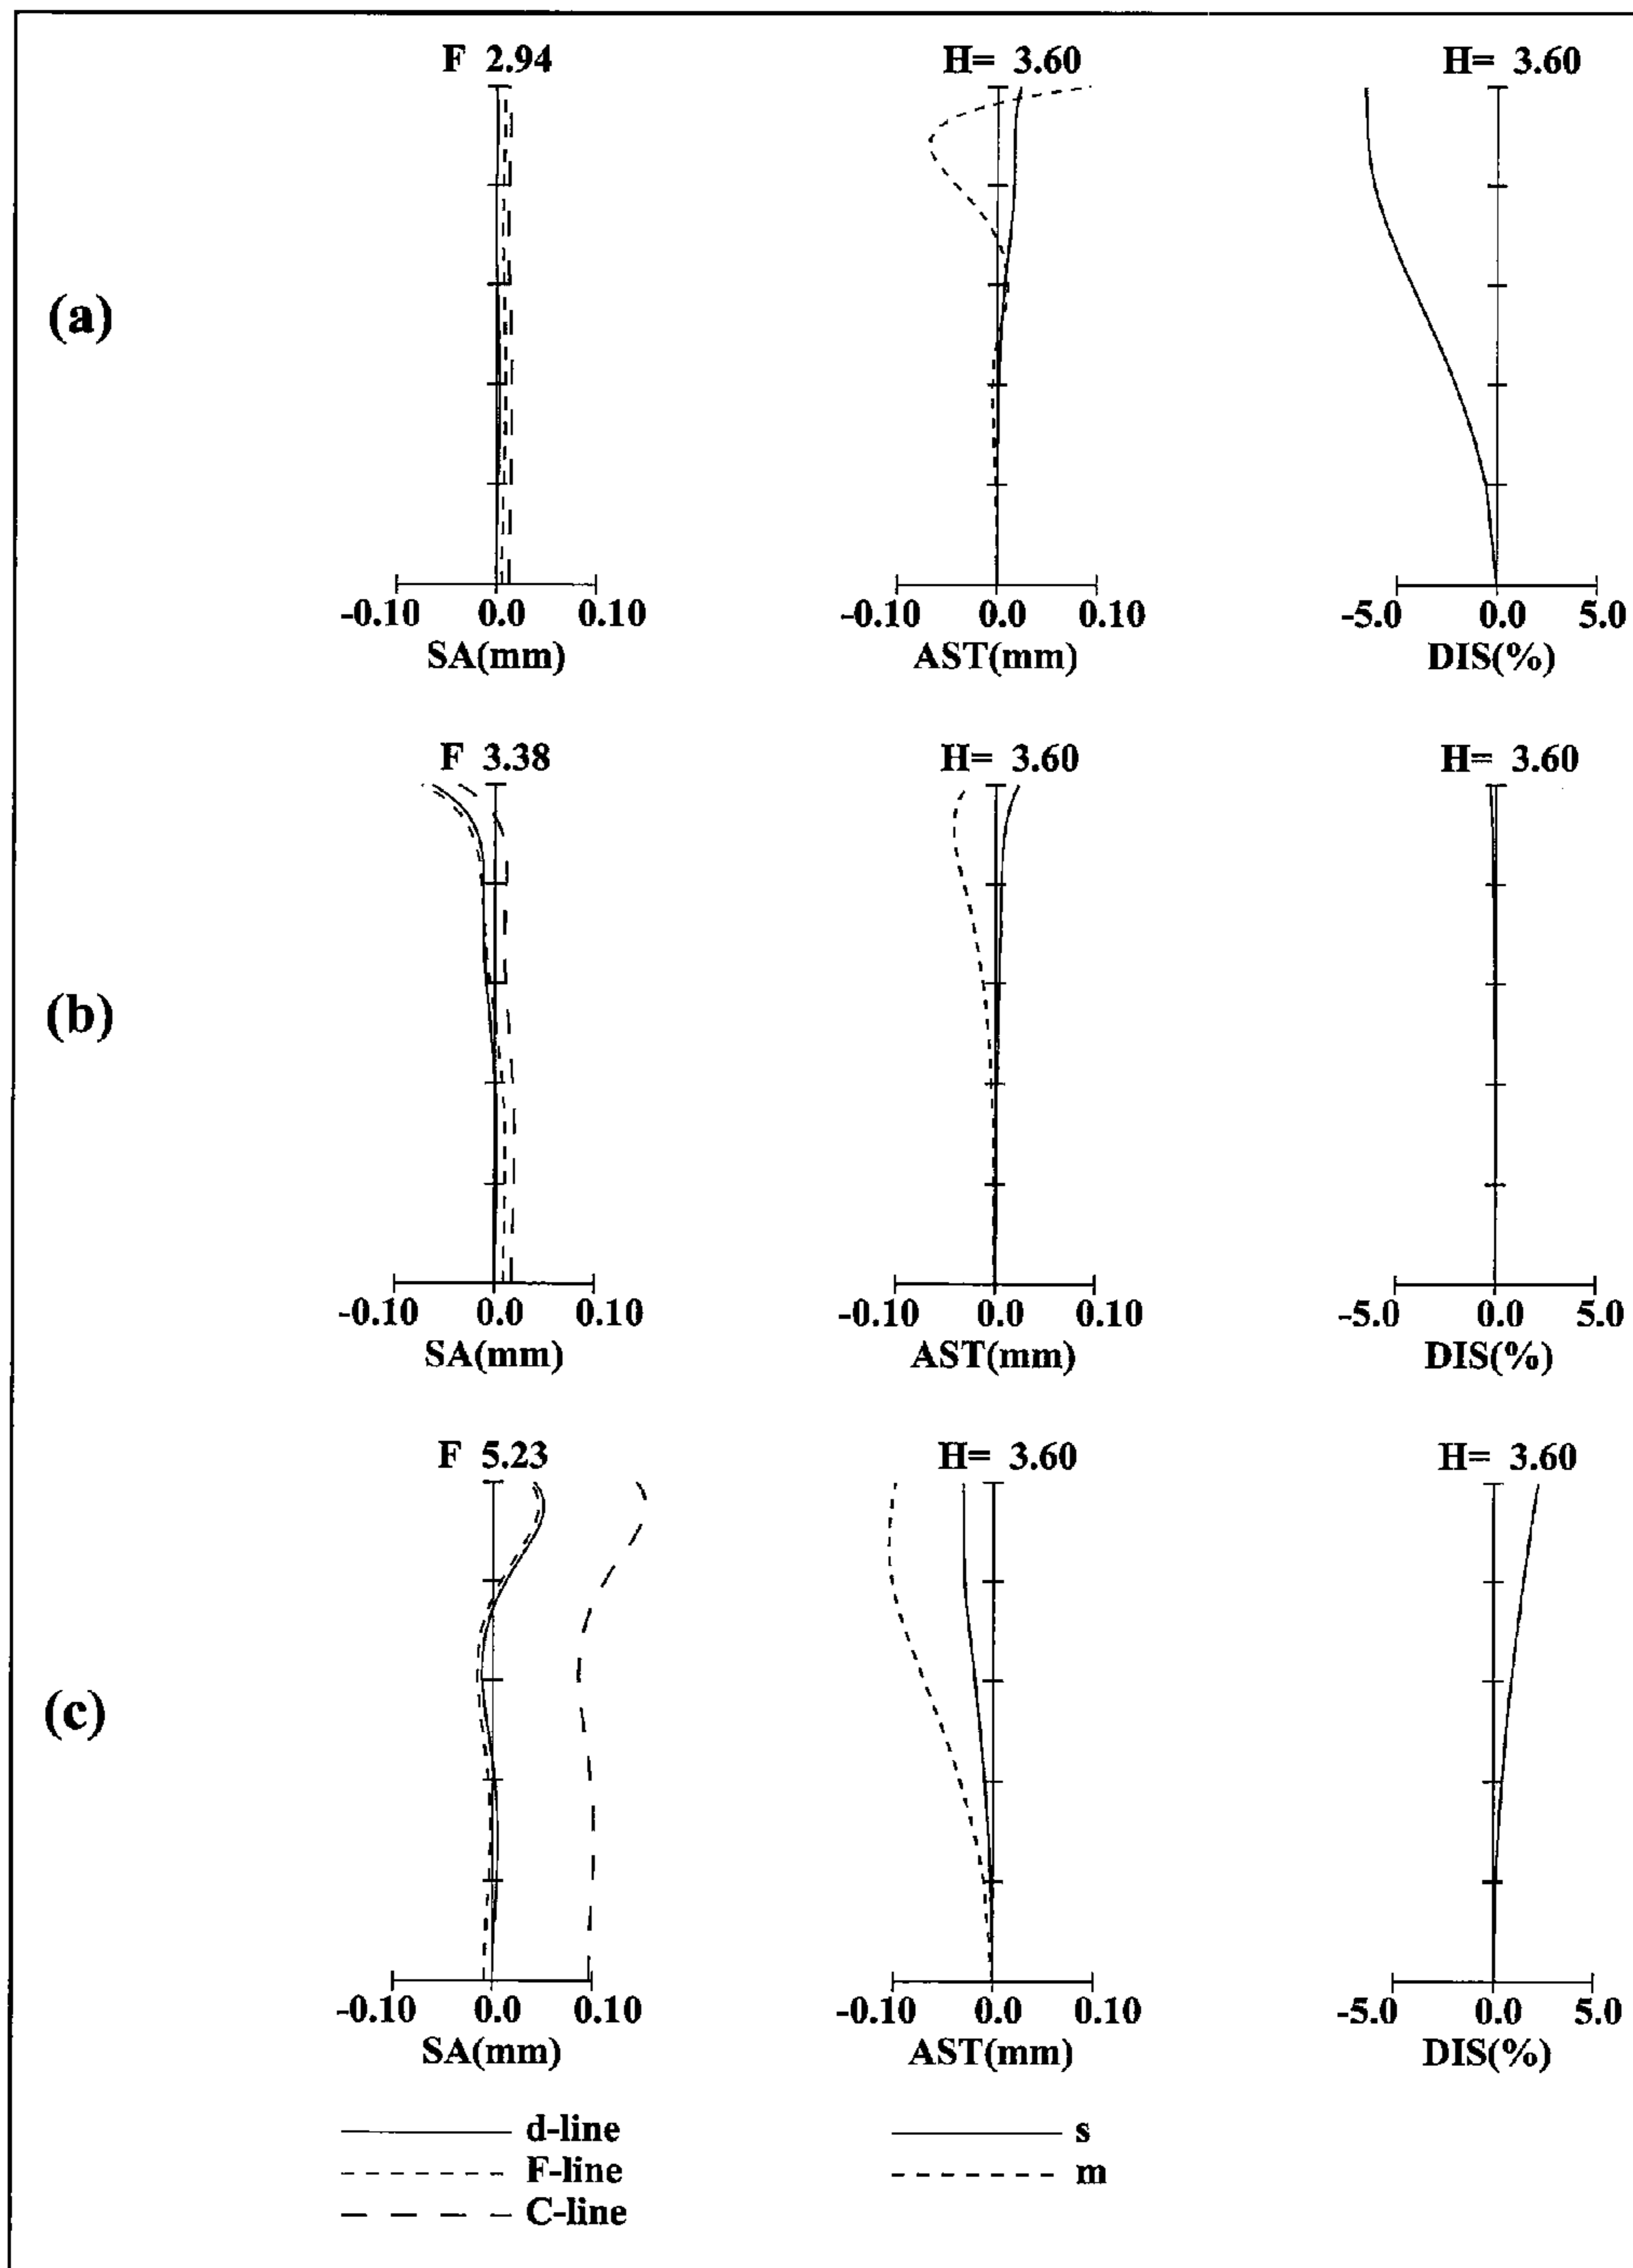 (a)
F 2.94
H= 3.60
H= 3.60
-0.10 0.0 0.10
SA(mm)
-0.10 0.0 0.10
AST(mm)
-5.0 0.0 5.0
DIS(%)
(b)
F 3.38
H= 3.60
H= 3.60
-0.10 0.0 0.10
SA(mm)
-0.10 0.0 0.10
AST(mm)
-5.0 0.0 5.0
DIS(%)
(c)
F 5.23
H= 3.60
H= 3.60
-0.10 0.0 0.10
SA(mm)
-0.10 0.0 0.10
AST(mm)
-5.0 0.0 5.0
DIS(%)
d-line
F-line
C-line
s
m